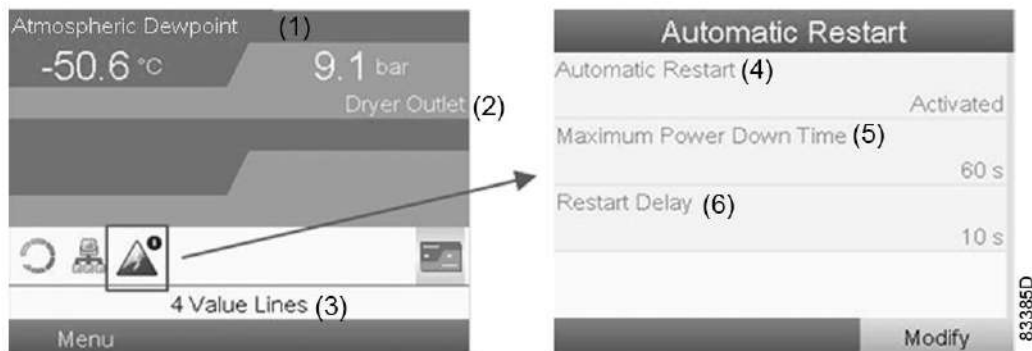 Atmospheric Dewpoint (1)
-50.6 °C
9.1 bar
Dryer Outlet (2)
4 Value Lines (3)
Menu
Automatic Restart
Automatic Restart (4)
Activated
Maximum Power Down Time (5)
60 s
Restart Delay (6)
10 s
Modify
83385D